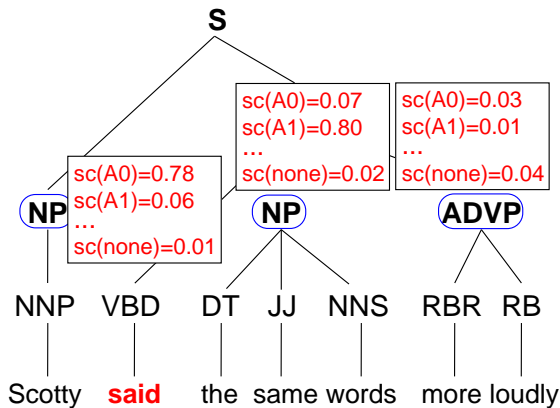 S
sc(A0)=0.07
sc(A1)=0.80
...
sc(none)=0.02
sc(A0)=0.03
sc(A1)=0.01
...
sc(none)=0.04
sc(A0)=0.78
sc(A1)=0.06
...
sc(none)=0.01
NP NP ADVP
NNP VBD DT JJ NNS RBR RB
Scotty said the same words more loudly